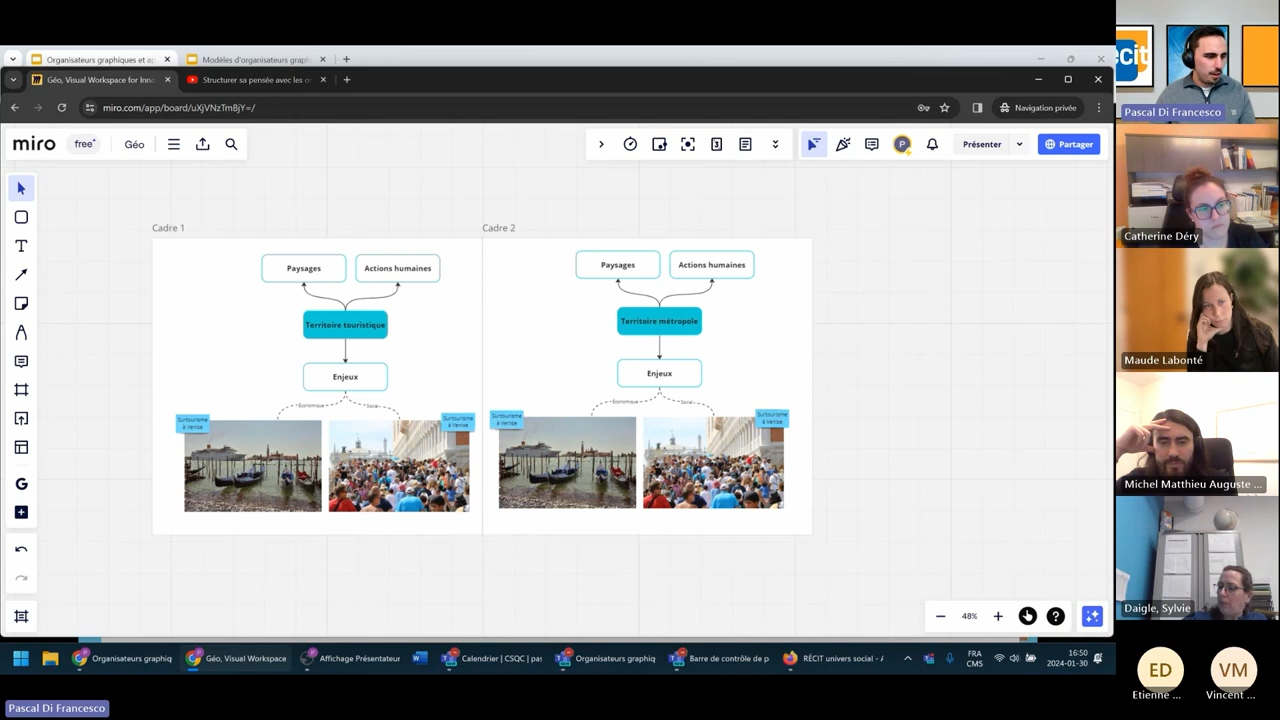 Organisateurs graphiques et a
Modèles d'organisateurs graph
Géo, Visual Workspace for Inno
Structurer sa pensée avec les o
miro.com/app/board/uXjVNzTmBjY=/
Navigation privée
miro
free
Géo
P
Présenter
Partager
Cadre 1
Cadre 2
Paysages
Actions humaines
Territoire touristique
Enjeux
Économique
Social
Surtourisme
à Venise
Surtourisme
à Venise
Paysages
Actions humaines
Territoire métropole
Enjeux
Économique
Social
Surtourisme
à Venise
Surtourisme
à Venise
48%
Organisateurs graphiq
Géo, Visual Workspace
Affichage Présentateur
Calendrier | CSQC | pas
Organisateurs graphiq
Barre de contrôle de p
RÉCIT univers social - A
FRA
CMS
16:50
2024-01-30
Pascal Di Francesco
cit
Pascal Di Francesco
Catherine Déry
Maude Labonté
Michel Matthieu Auguste ...
Daigle, Sylvie
ED
Etienne ...
VM
Vincent ...